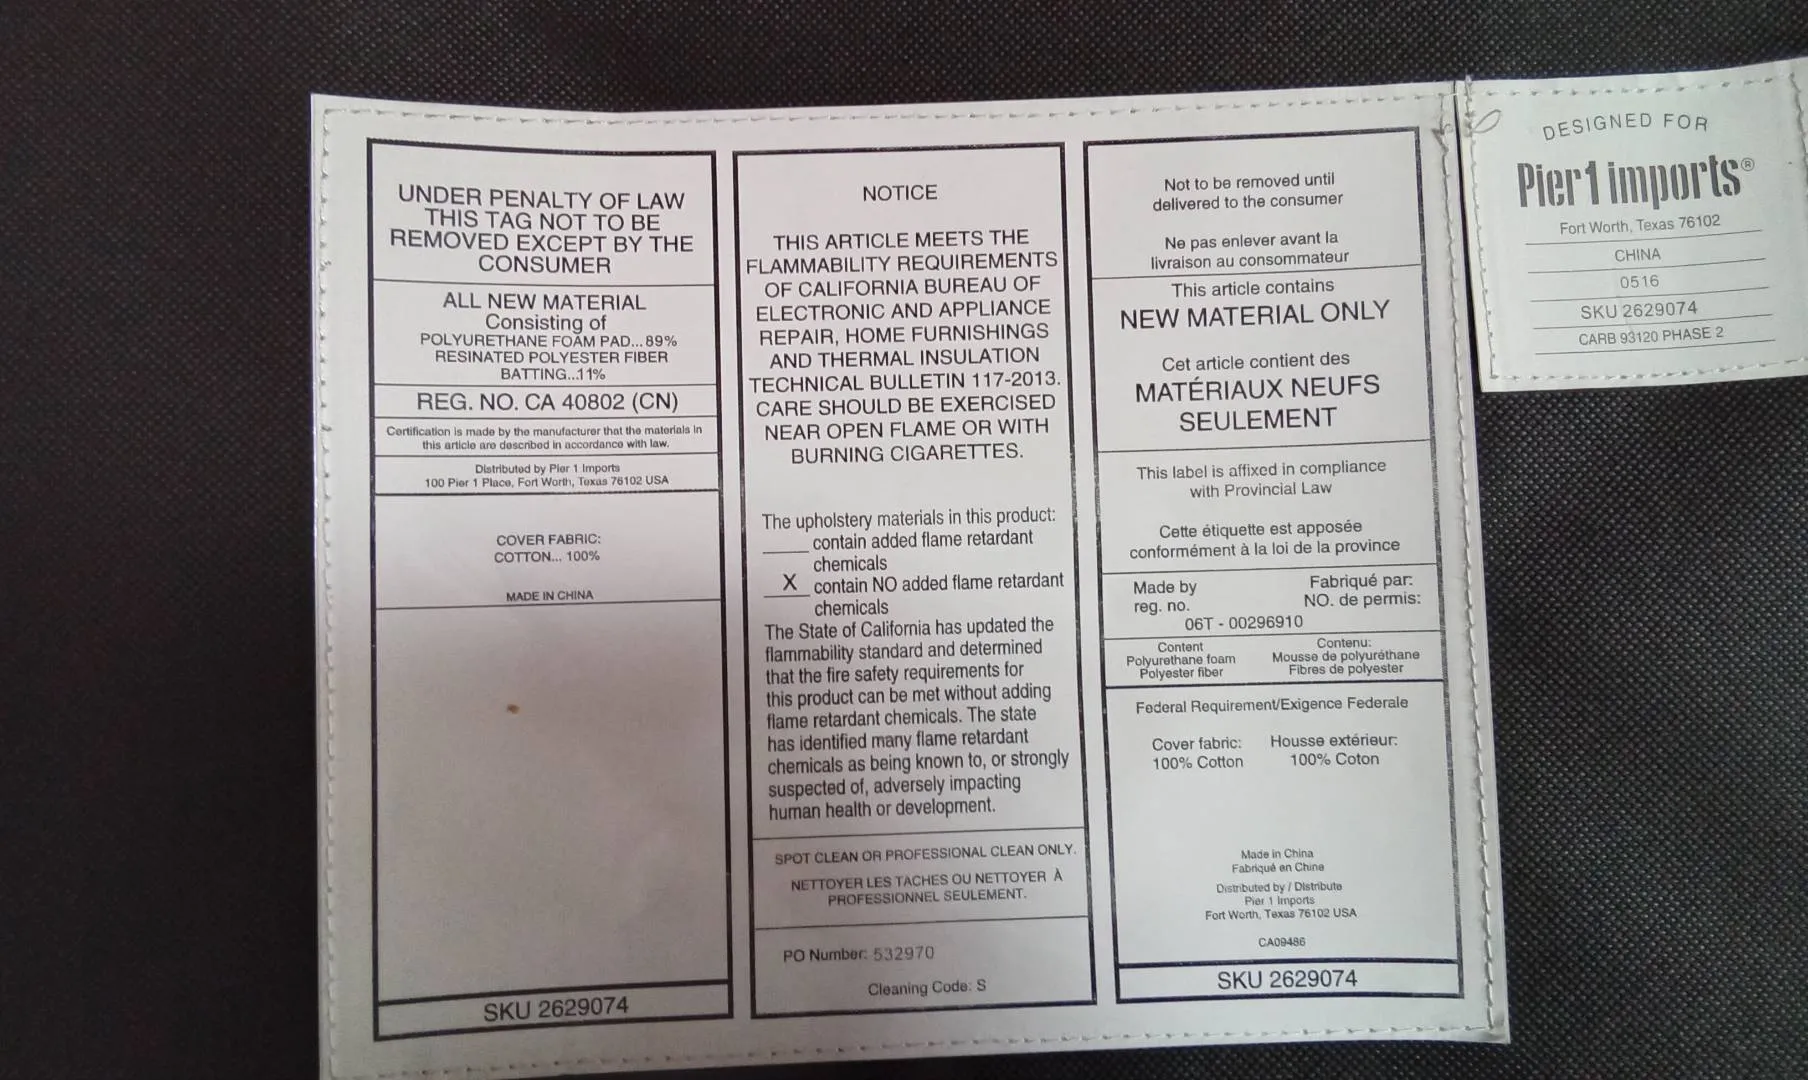 UNDER PENALTY OF LAW
THIS TAG NOT TO BE
REMOVED EXCEPT BY THE
CONSUMER
ALL NEW MATERIAL
Consisting of
POLYURETHANE FOAM PAD...89%
RESINATED POLYESTER FIBER
BATTING...11%
REG. NO. CA 40802 (CN)
Certification is made by the manufacturer that the materials in
this article are described in accordance with law.
Distributed by Pier 1 Imports
100 Pier 1 Place, Fort Worth, Texas 76102 USA
COVER FABRIC:
COTTON... 100%
MADE IN CHINA
SKU 2629074
NOTICE
THIS ARTICLE MEETS THE
FLAMMABILITY REQUIREMENTS
OF CALIFORNIA BUREAU OF
ELECTRONIC AND APPLIANCE
REPAIR, HOME FURNISHINGS
AND THERMAL INSULATION
TECHNICAL BULLETIN 117-2013.
CARE SHOULD BE EXERCISED
NEAR OPEN FLAME OR WITH
BURNING CIGARETTES.
The upholstery materials in this product:
_____ contain added flame retardant
chemicals
__X__ contain NO added flame retardant
chemicals
The State of California has updated the
flammability standard and determined
that the fire safety requirements for
this product can be met without adding
flame retardant chemicals. The state
has identified many flame retardant
chemicals as being known to, or strongly
suspected of, adversely impacting
human health or development.
SPOT CLEAN OR PROFESSIONAL CLEAN ONLY.
NETTOYER LES TACHES OU NETTOYER À
PROFESSIONNEL SEULEMENT.
PO Number: 532970
Cleaning Code: S
Not to be removed until
delivered to the consumer
Ne pas enlever avant la
livraison au consommateur
This article contains
NEW MATERIAL ONLY
Cet article contient des
MATÉRIAUX NEUFS
SEULEMENT
This label is affixed in compliance
with Provincial Law
Cette étiquette est apposée
conformément à la loi de la province
Made by Fabriqué par:
reg. no. NO. de permis:
06T - 00296910
Content Contenu:
Polyurethane foam Mousse de polyuréthane
Polyester fiber Fibres de polyester
Federal Requirement/Exigence Federale
Cover fabric: Housse extérieur:
100% Cotton 100% Coton
Made in China
Fabriqué en Chine
Distributed by / Distribute
Pier 1 Imports
Fort Worth, Texas 76102 USA
CA09486
SKU 2629074
DESIGNED FOR
Pier 1 imports®
Fort Worth, Texas 76102
CHINA
0516
SKU 2629074
CARB 93120 PHASE 2